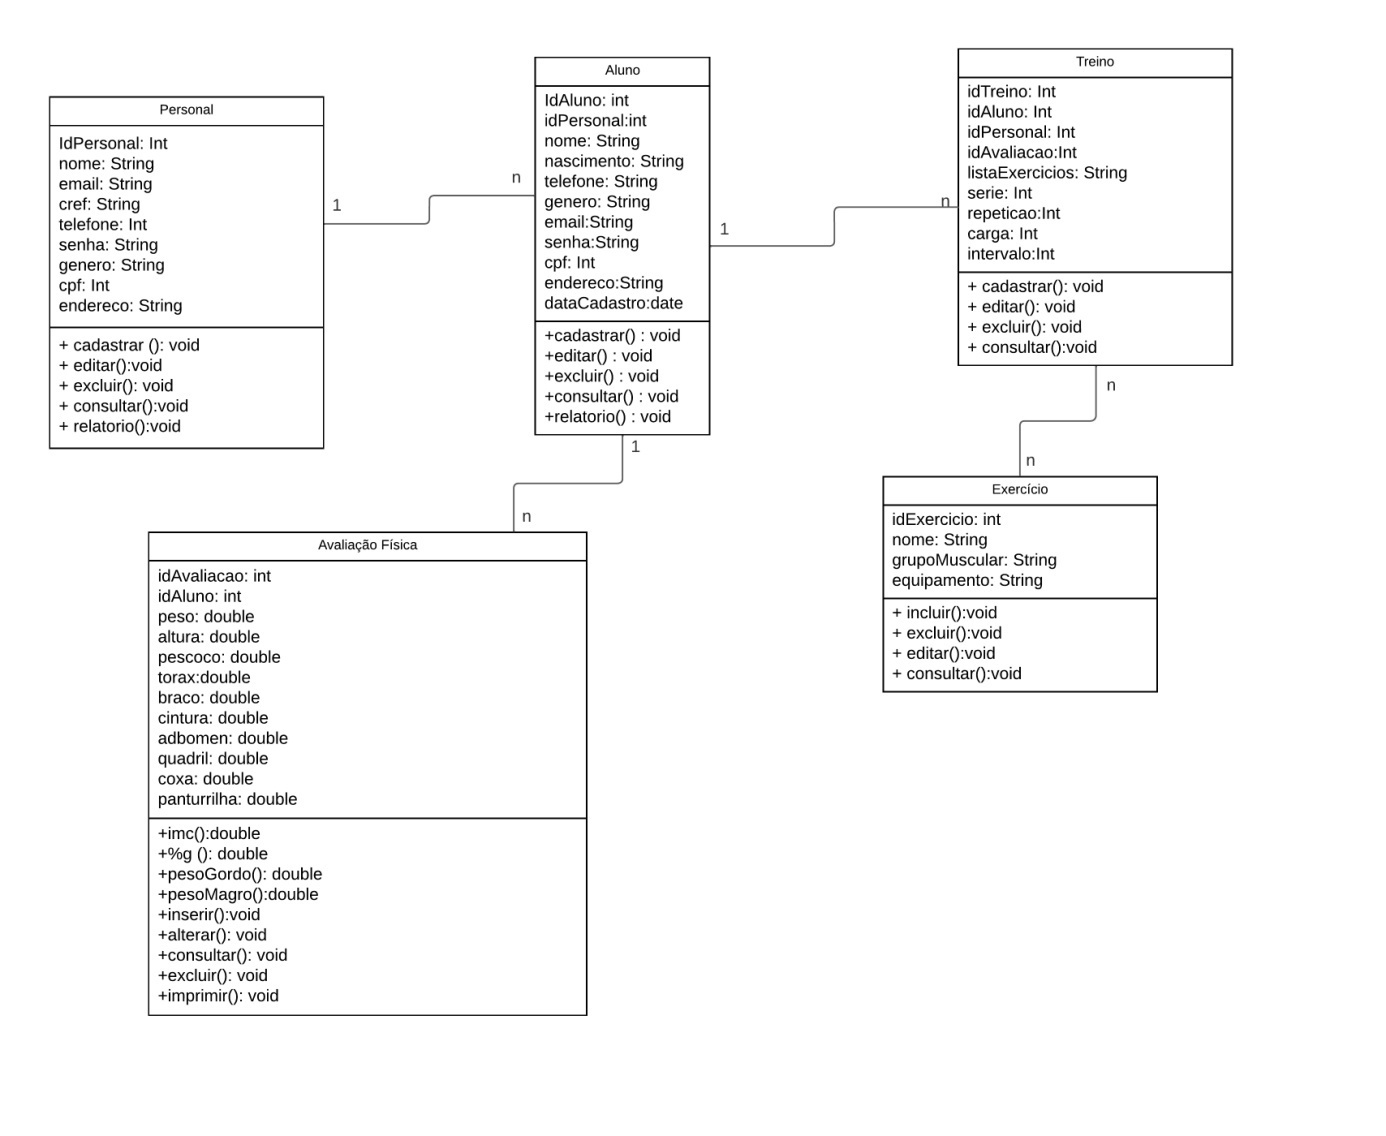 Personal
IdPersonal: Int
nome: String
email: String
cref: String
telefone: Int
senha: String
genero: String
cpf: Int
endereco: String
+ cadastrar (): void
+ editar():void
+ excluir(): void
+ consultar():void
+ relatorio():void
1
n
Aluno
IdAluno: int
idPersonal:int
nome: String
nascimento: String
telefone: String
genero: String
email:String
senha:String
cpf: Int
endereco:String
dataCadastro:date
+cadastrar() : void
+editar() : void
+excluir() : void
+consultar() : void
+relatorio() : void
1
n
Treino
idTreino: Int
idAluno: Int
idPersonal: Int
idAvaliacao:Int
listaExercicios: String
serie: Int
repeticao:Int
carga: Int
intervalo:Int
+ cadastrar(): void
+ editar(): void
+ excluir(): void
+ consultar():void
n
n
Exercício
idExercicio: int
nome: String
grupoMuscular: String
equipamento: String
+ incluir():void
+ excluir():void
+ editar():void
+ consultar():void
1
n
Avaliação Física
idAvaliacao: int
idAluno: int
peso: double
altura: double
pescoco: double
torax:double
braco: double
cintura: double
adbomen: double
quadril: double
coxa: double
panturrilha: double
+imc():double
+%g (): double
+pesoGordo(): double
+pesoMagro():double
+inserir():void
+alterar(): void
+consultar(): void
+excluir(): void
+imprimir(): void